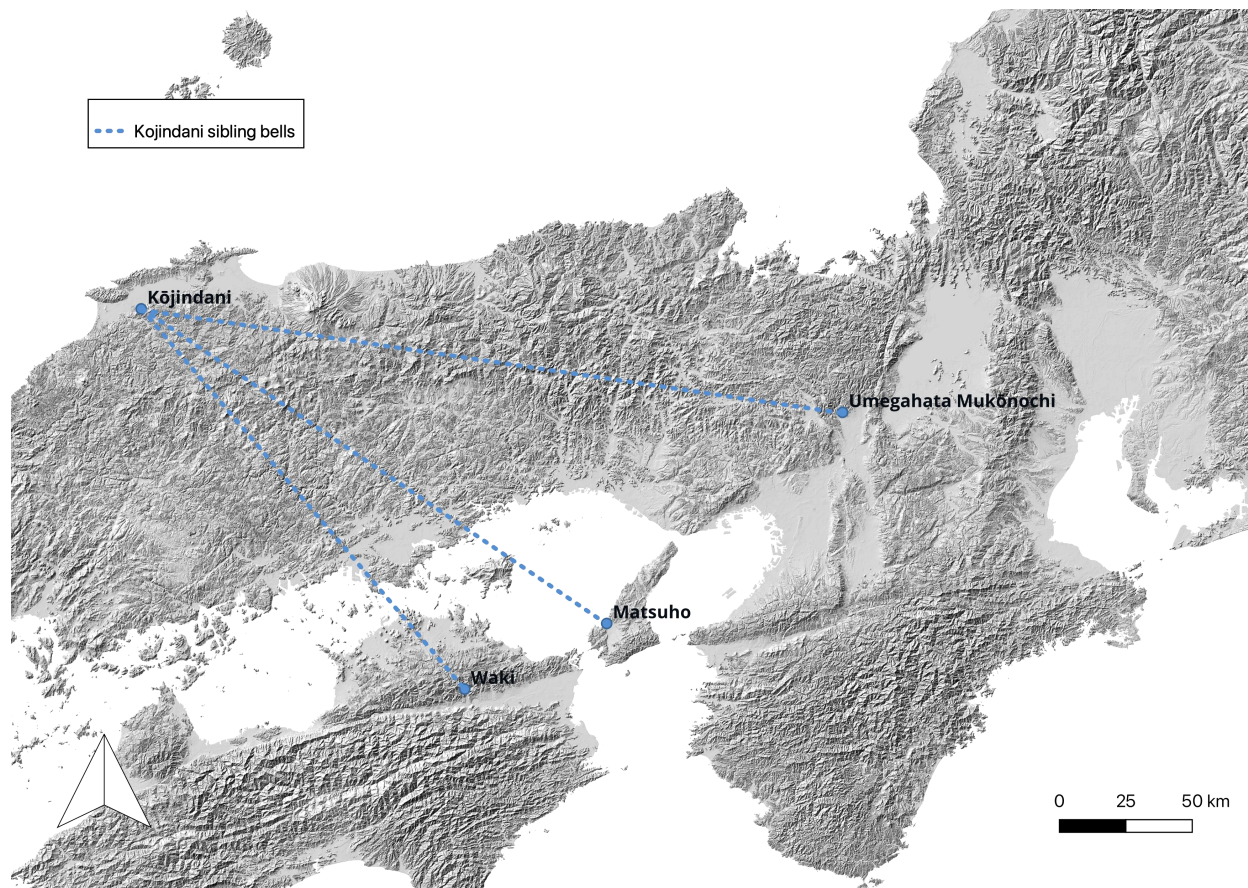 Kojindani sibling bells
Kōjindani
Umegahata Mukōnochi
Matsuho
Waki
0 25 50 km